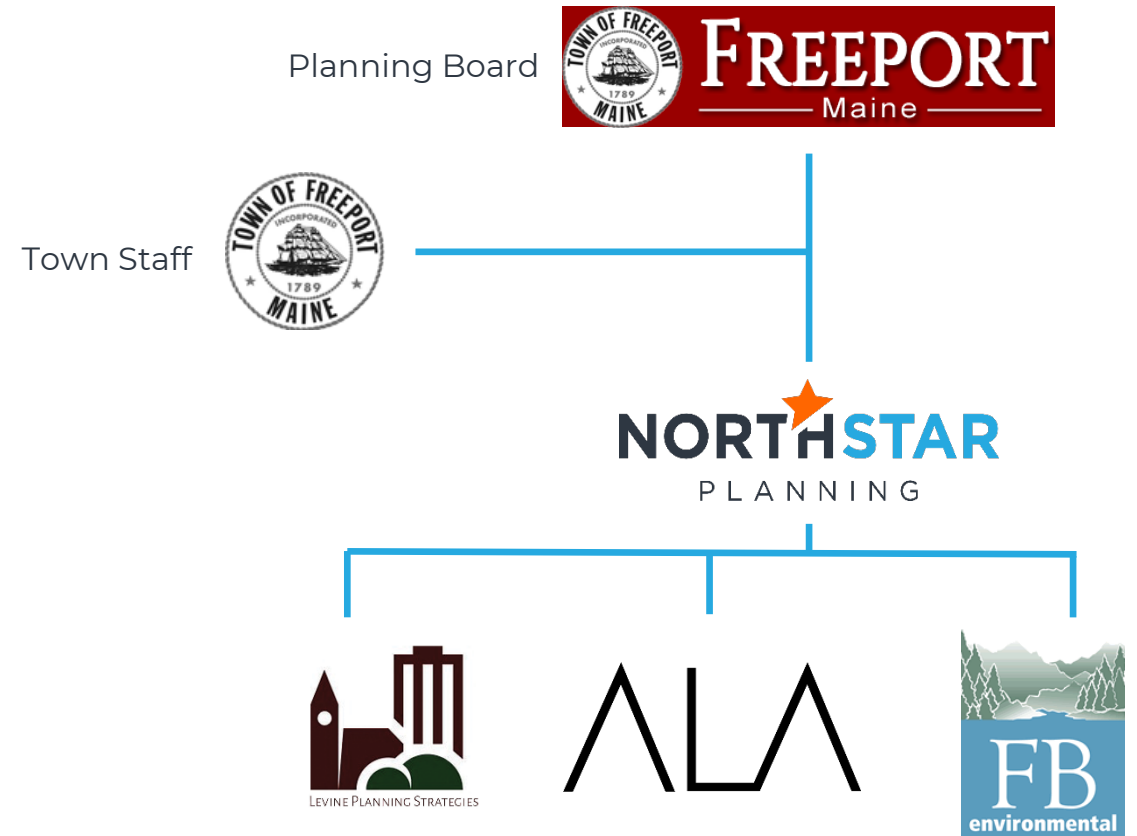 Planning Board
TOWN OF FREEPORT
INCORPORATED
1789
MAINE
FREEPORT
Maine
Town Staff
TOWN OF FREEPORT
INCORPORATED
1789
MAINE
NORTHSTAR
PLANNING
LEVINE PLANNING STRATEGIES
ALA
FB
environmental